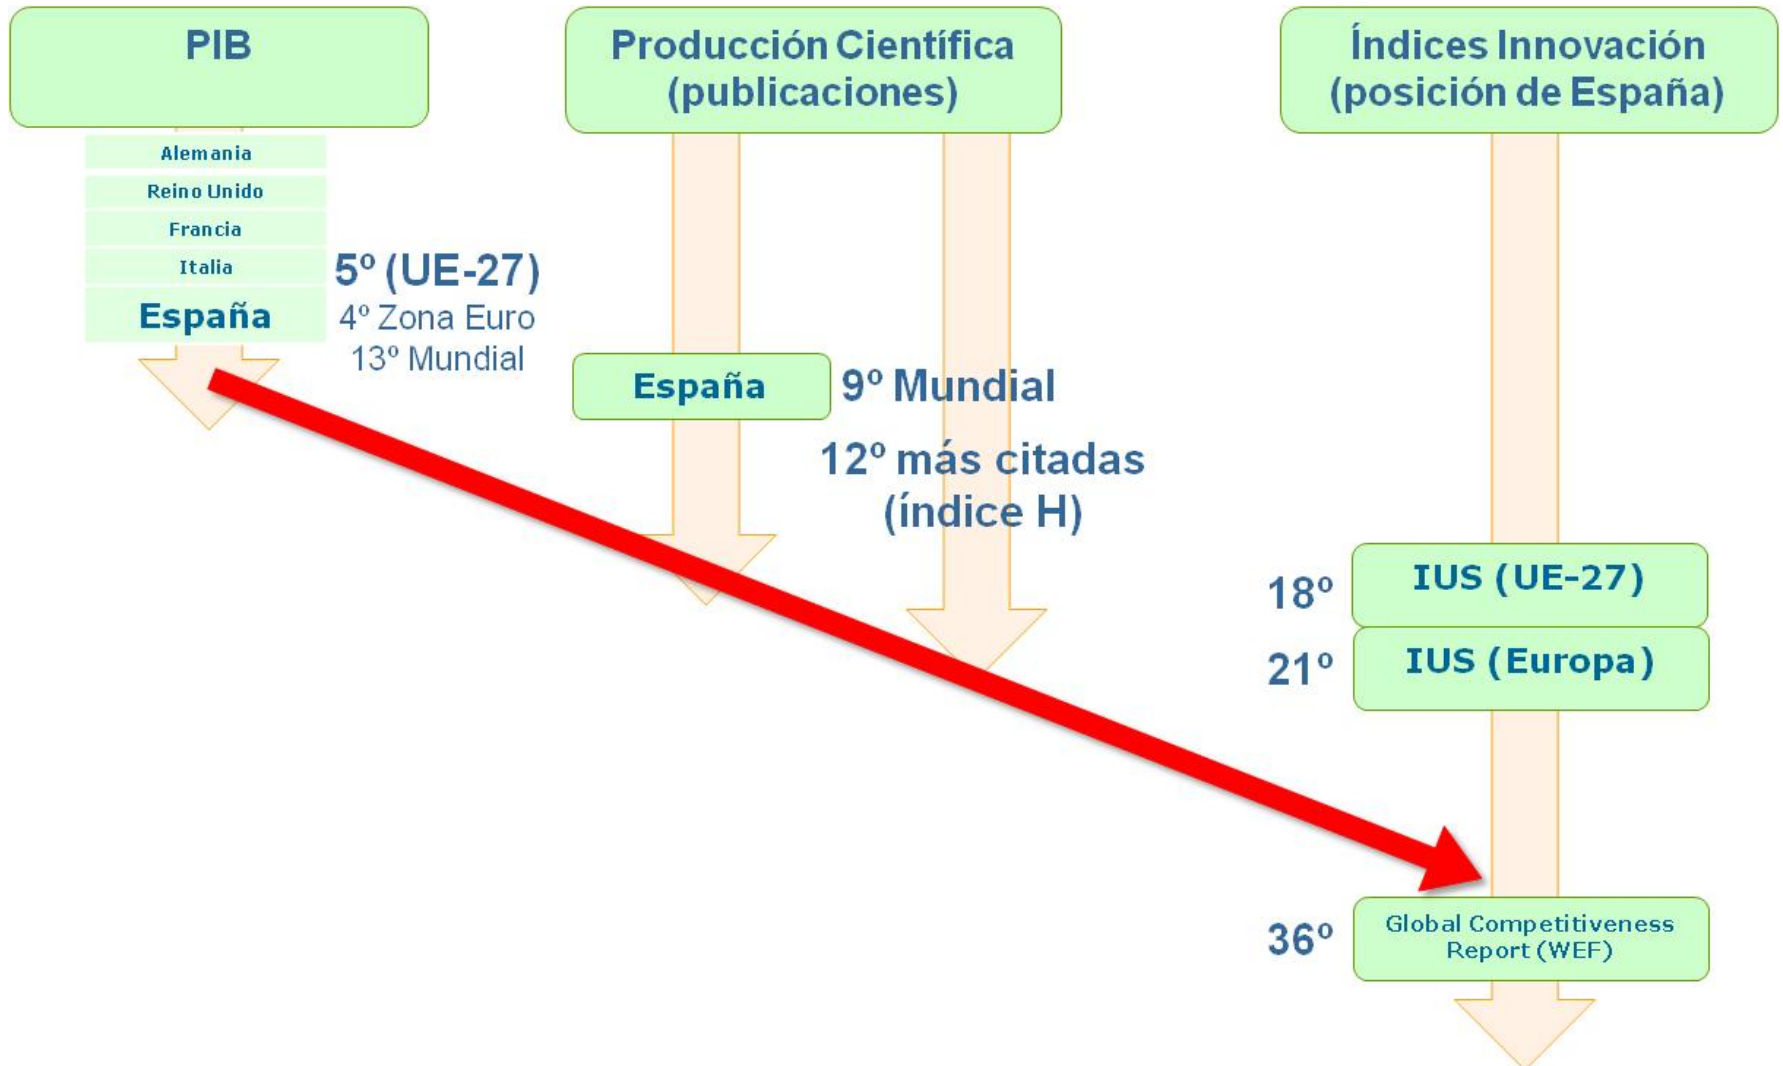 PIB
Alemania
Reino Unido
Francia
Italia
España
5º (UE-27)
4º Zona Euro
13º Mundial
Producción Científica
(publicaciones)
España
9º Mundial
12º más citadas
(índice H)
Índices Innovación
(posición de España)
18º
IUS (UE-27)
21º
IUS (Europa)
36º
Global Competitiveness
Report (WEF)